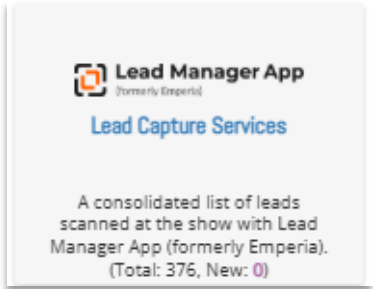 Lead Manager App
(formerly Emperia)
Lead Capture Services
A consolidated list of leads
scanned at the show with Lead
Manager App (formerly Emperia).
(Total: 376, New: 0)